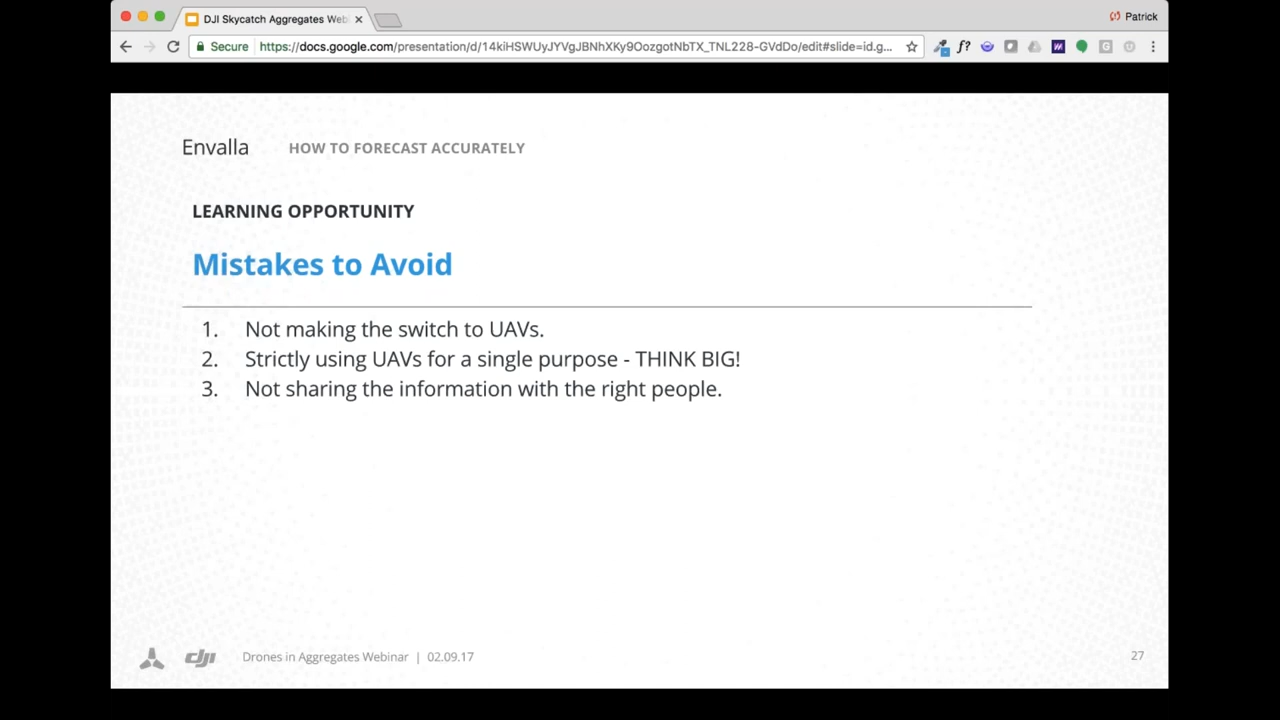 DJI Skycatch Aggregates Web
Patrick
Secure
https://docs.google.com/presentation/d/14kiHSWUyJYVgJBNhXKy9OozgotNbTX_TNL228-GVdDo/edit#slide=id.g...
f?
Envalla
HOW TO FORECAST ACCURATELY
LEARNING OPPORTUNITY
Mistakes to Avoid
1. Not making the switch to UAVs.
2. Strictly using UAVs for a single purpose - THINK BIG!
3. Not sharing the information with the right people.
dji
Drones in Aggregates Webinar | 02.09.17
27